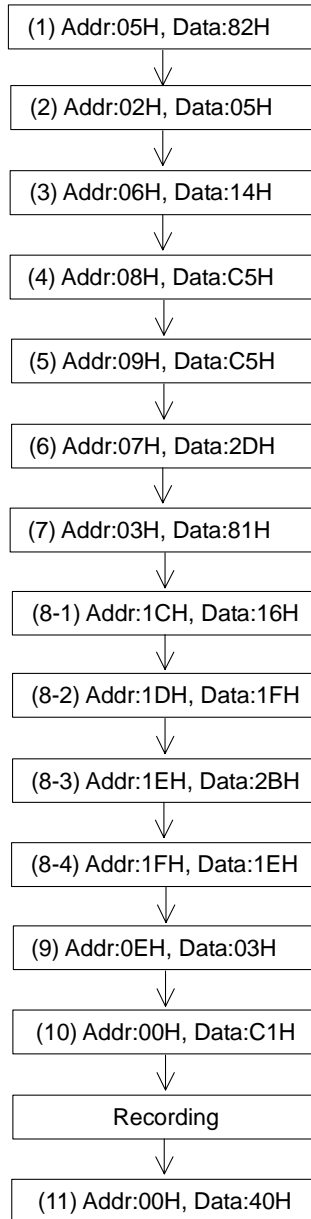 (1) Addr:05H, Data:82H
(2) Addr:02H, Data:05H
(3) Addr:06H, Data:14H
(4) Addr:08H, Data:C5H
(5) Addr:09H, Data:C5H
(6) Addr:07H, Data:2DH
(7) Addr:03H, Data:81H
(8-1) Addr:1CH, Data:16H
(8-2) Addr:1DH, Data:1FH
(8-3) Addr:1EH, Data:2BH
(8-4) Addr:1FH, Data:1EH
(9) Addr:0EH, Data:03H
(10) Addr:00H, Data:C1H
Recording
(11) Addr:00H, Data:40H